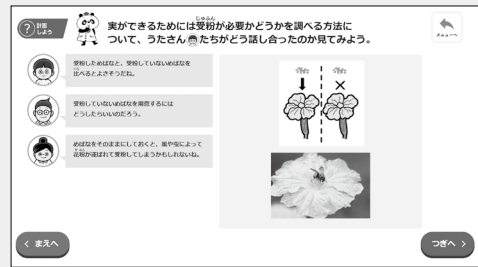 計画
しよう
実ができるためには受粉が必要かどうかを調べる方法に
じゅふん
ついて、うたさんたちがどう話し合ったのか見てみよう。
メニューへ
受粉しためばなと、受粉していないめばなを
比べるとよさそうだね。
受粉していないめばなを用意するには
どうしたらいいのだろう。
めばなをそのままにしておくと、風や虫によって
花粉が運ばれて受粉してしまうかもしれないね。
まえへ
つぎへ